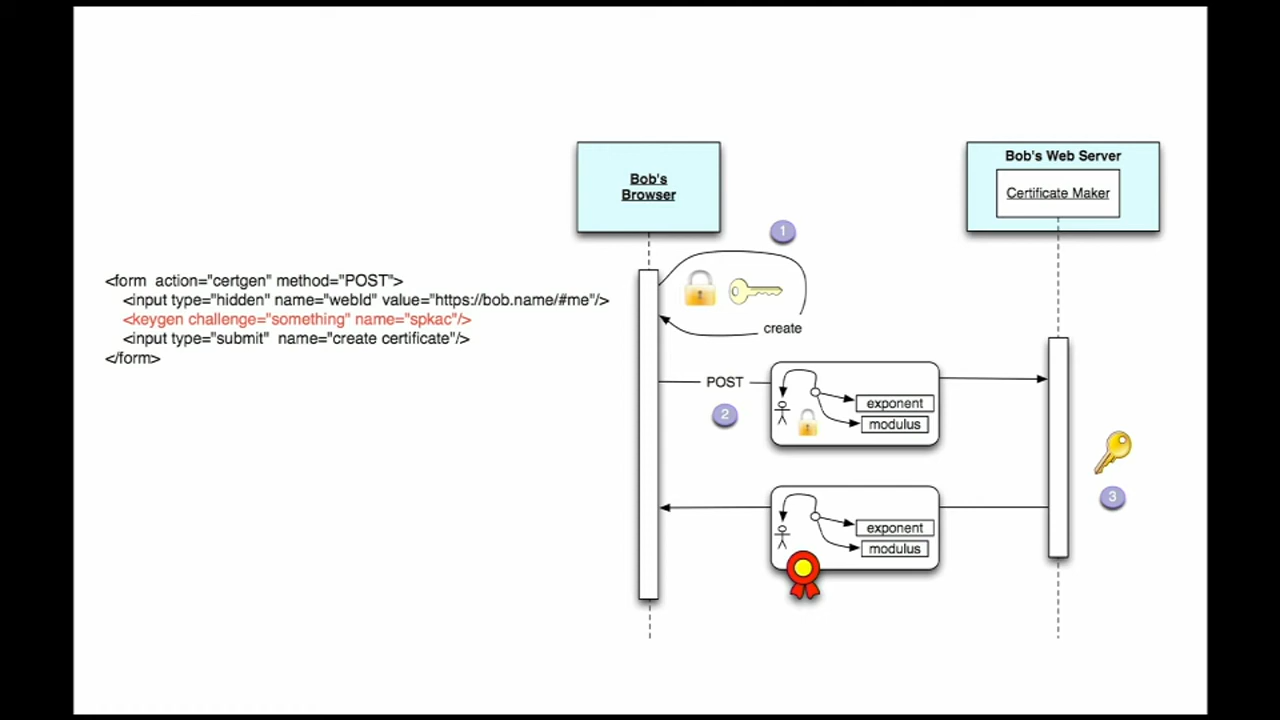 Bob's
Browser
Bob's Web Server
Certificate Maker
1
<form action="certgen" method="POST">
<input type="hidden" name="webId" value="https://bob.name/#me"/>
<keygen challenge="something" name="spkac"/>
<input type="submit" name="create certificate"/>
</form>
create
POST
2
exponent
modulus
3
exponent
modulus